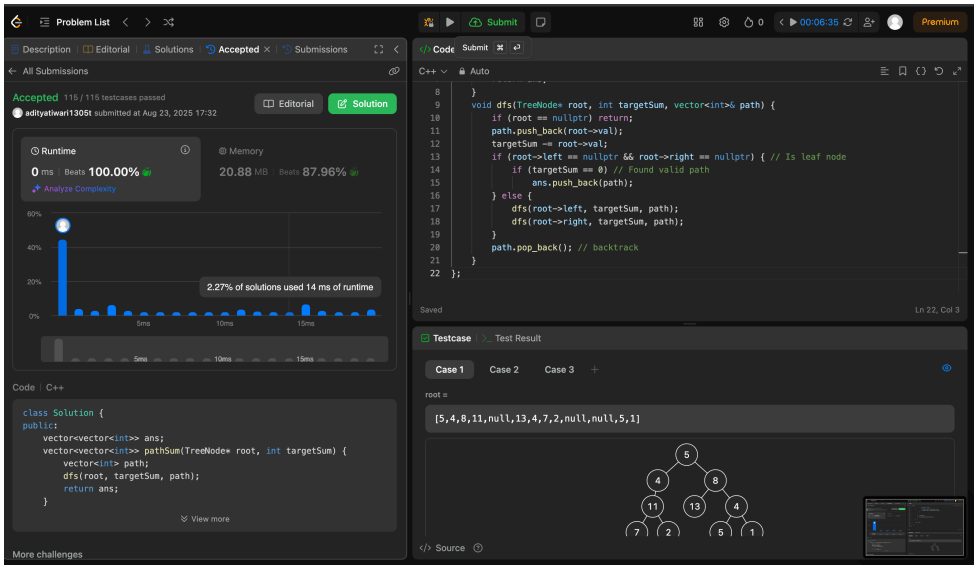 Problem List
Submit
0
00:06:35
Premium
Description
Editorial
Solutions
Accepted
Submissions
All Submissions
Accepted 115 / 115 testcases passed
adityatiwari1305t submitted at Aug 23, 2025 17:32
Editorial
Solution
Runtime
0 ms | Beats 100.00%
Analyze Complexity
Memory
20.88 MB | Beats 87.96%
60%
40%
20%
0%
2.27% of solutions used 14 ms of runtime
5ms 10ms 15ms
5ms 10ms 15ms
Code | C++
class Solution {
public:
    vector<vector<int>> ans;
    vector<vector<int>> pathSum(TreeNode* root, int targetSum) {
        vector<int> path;
        dfs(root, targetSum, path);
        return ans;
    }
View more
More challenges
</> Code
Submit ⌘ ↵
C++ Auto
8
9 void dfs(TreeNode* root, int targetSum, vector<int>& path) {
10 if (root == nullptr) return;
11 path.push_back(root->val);
12 targetSum -= root->val;
13 if (root->left == nullptr && root->right == nullptr) { // Is leaf node
14 if (targetSum == 0) // Found valid path
15 ans.push_back(path);
16 } else {
17 dfs(root->left, targetSum, path);
18 dfs(root->right, targetSum, path);
19 }
20 path.pop_back(); // backtrack
21 }
22 };
Saved
Ln 22, Col 3
Testcase
Test Result
Case 1
Case 2
Case 3
+
root =
[5,4,8,11,null,13,4,7,2,null,null,5,1]
5
4 8
11 13 4
7 2 5 1
</> Source